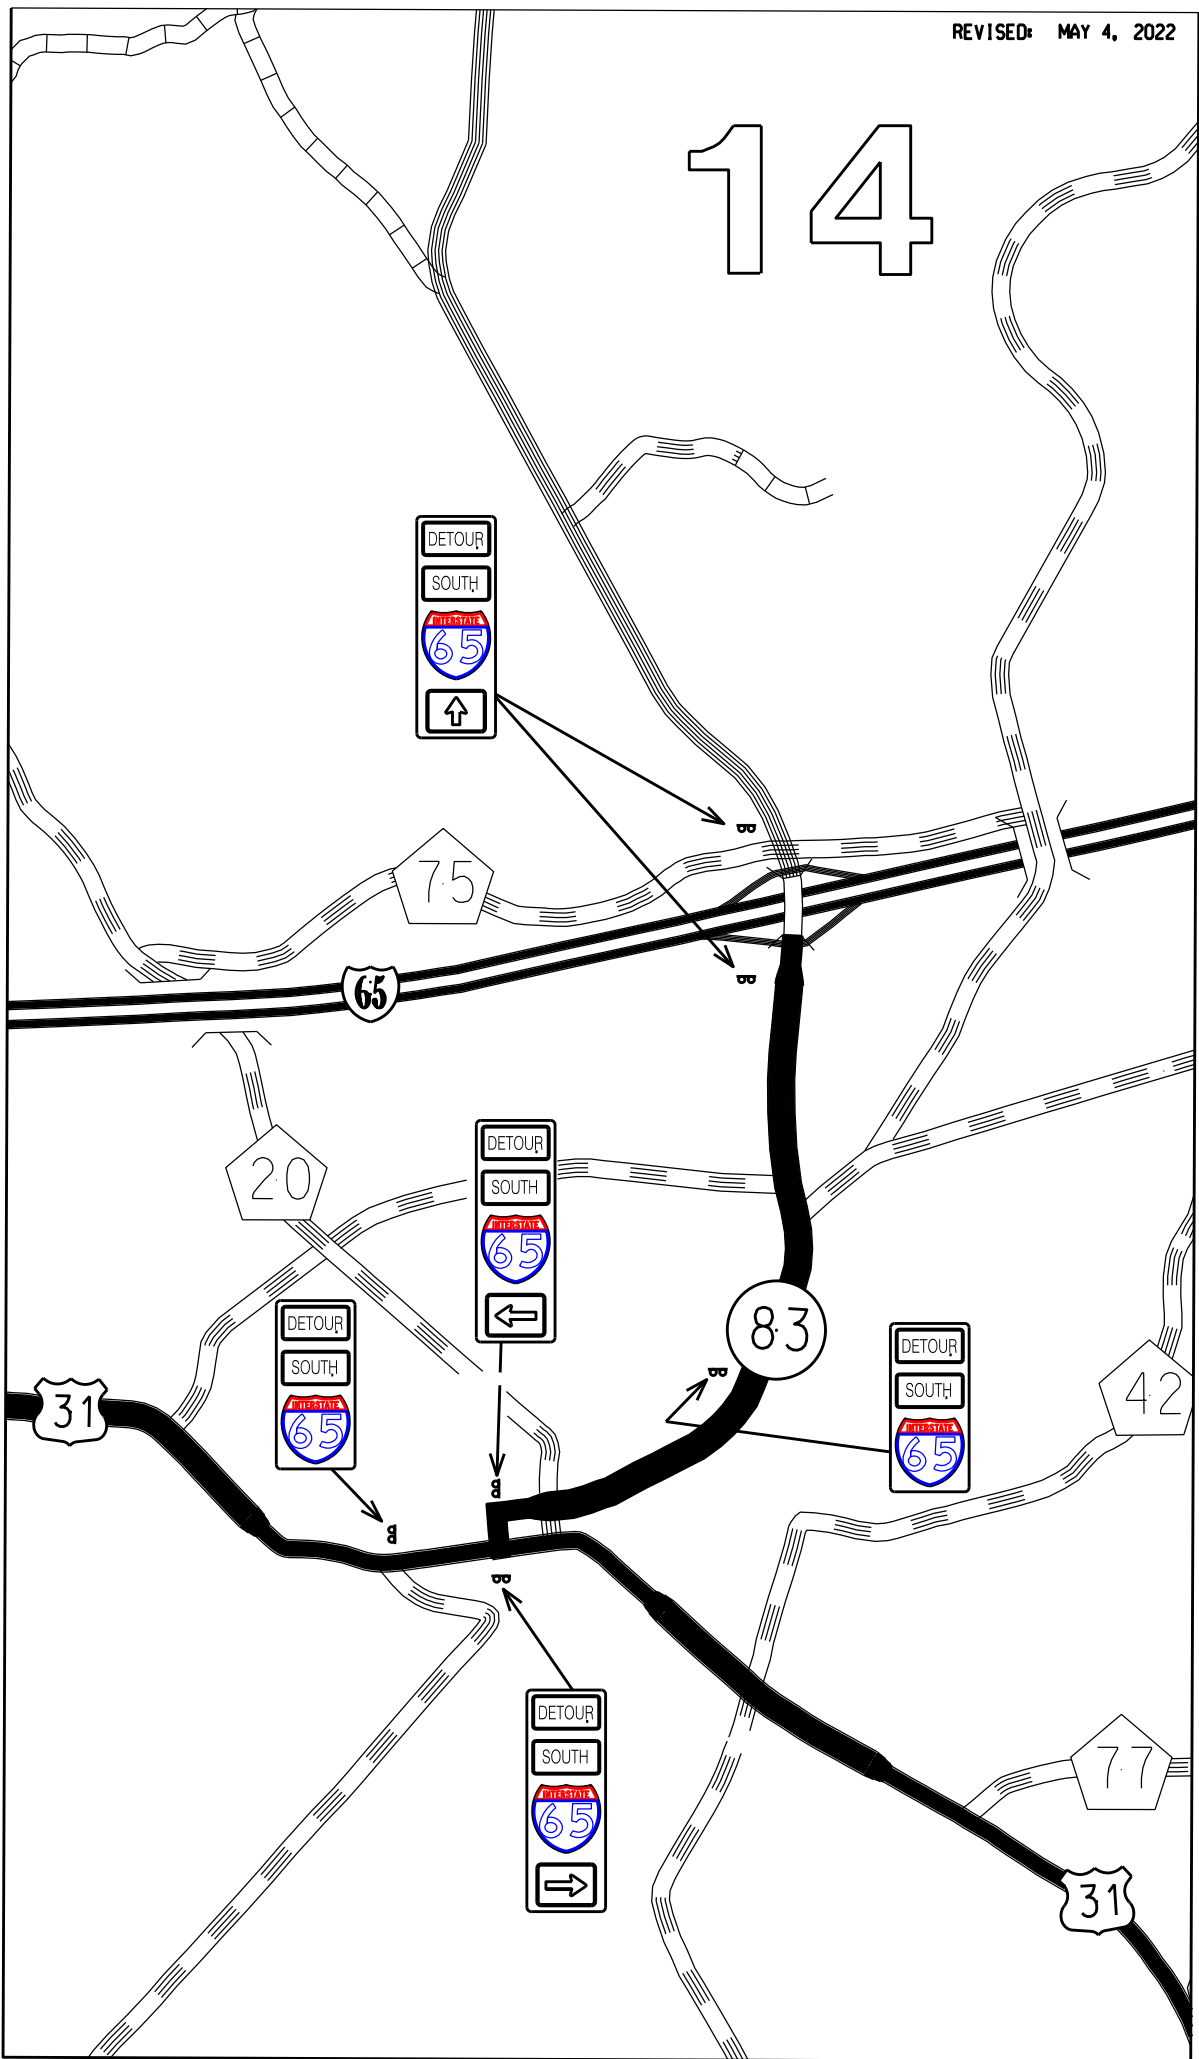 REVISED: MAY 4, 2022
14
DETOUR
SOUTH
INTERSTATE
65
75
65
DETOUR
SOUTH
INTERSTATE
65
20
DETOUR
SOUTH
INTERSTATE
65
83
DETOUR
SOUTH
INTERSTATE
65
42
31
DETOUR
SOUTH
INTERSTATE
65
77
31